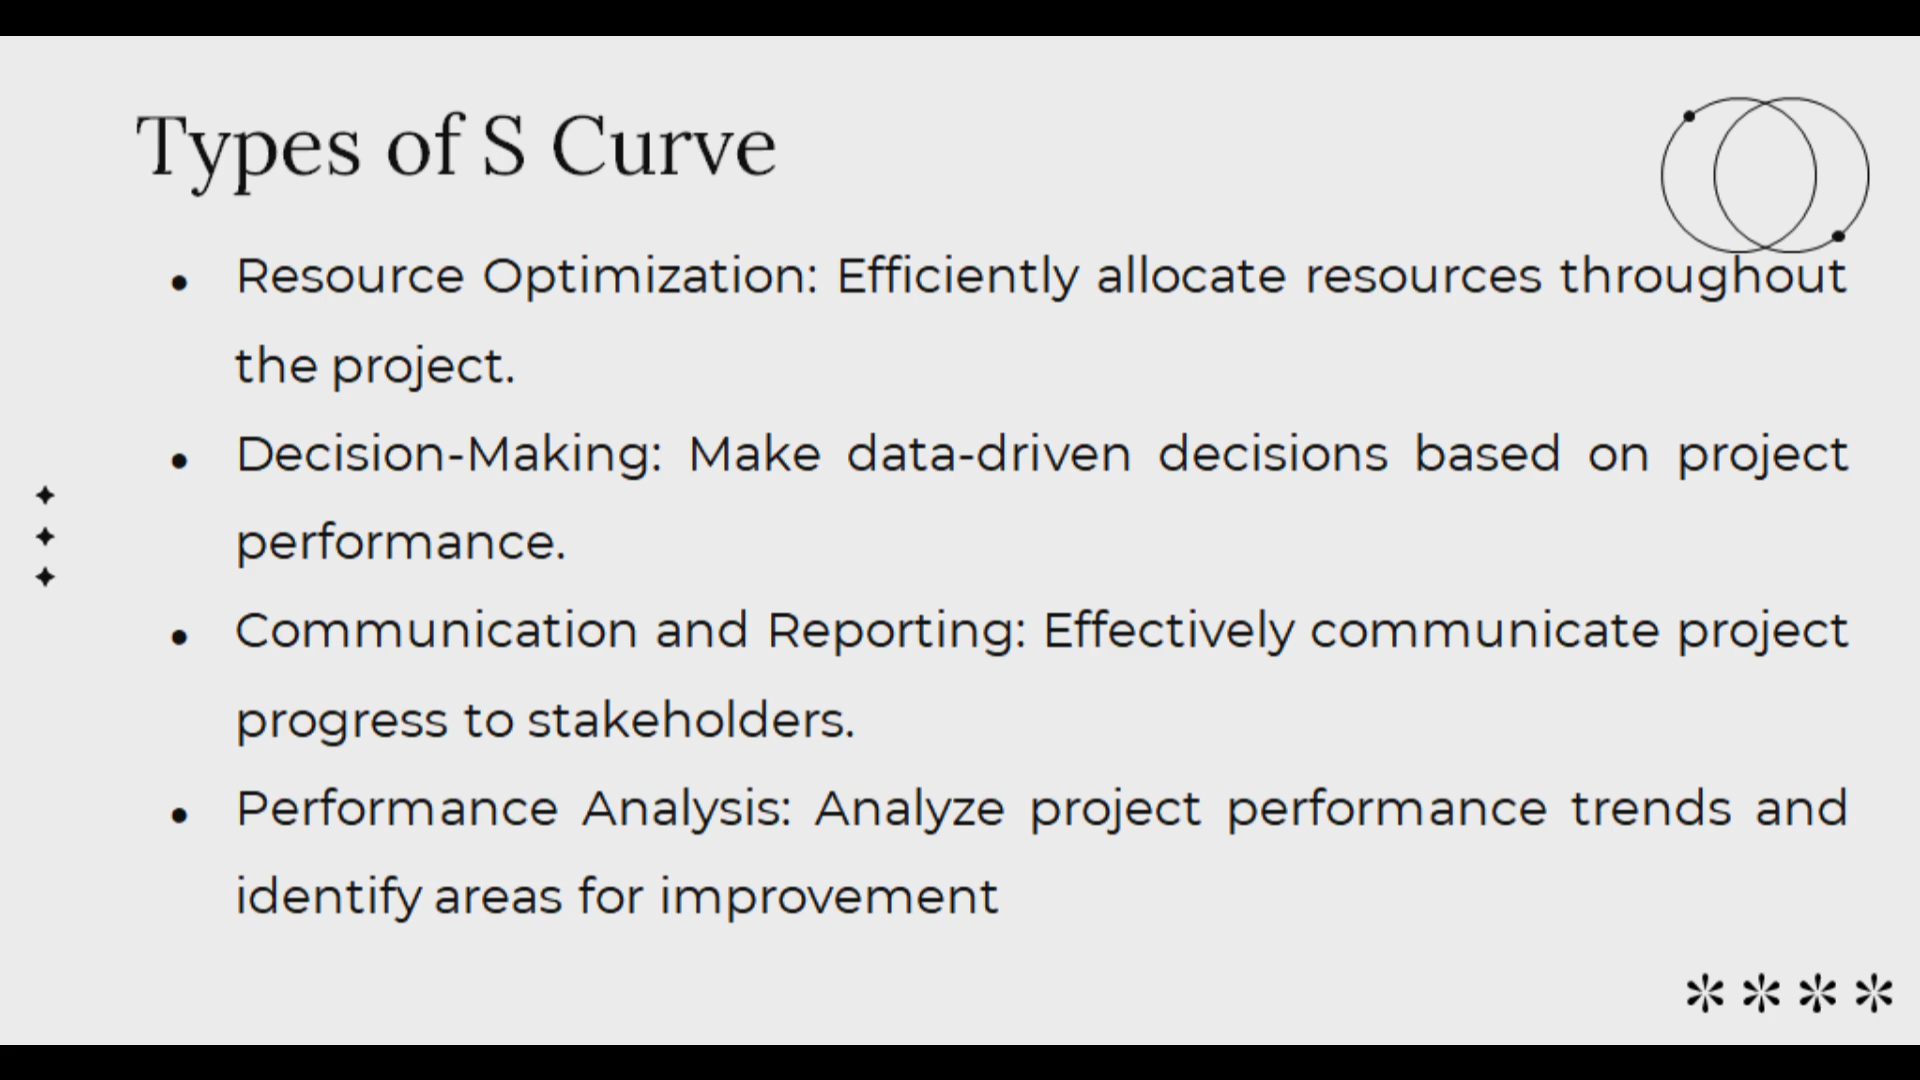 Types of S Curve
• Resource Optimization: Efficiently allocate resources throughout
the project.
• Decision-Making: Make data-driven decisions based on project
performance.
• Communication and Reporting: Effectively communicate project
progress to stakeholders.
• Performance Analysis: Analyze project performance trends and
identify areas for improvement